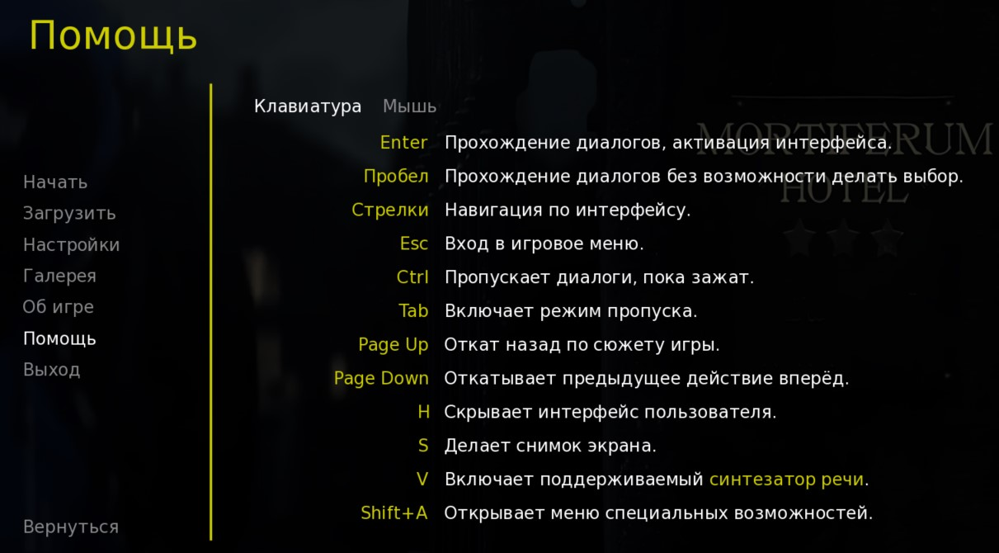 Помощь
Клавиатура Мышь
Enter Прохождение диалогов, активация интерфейса.
Пробел Прохождение диалогов без возможности делать выбор.
Стрелки Навигация по интерфейсу.
Esc Вход в игровое меню.
Ctrl Пропускает диалоги, пока зажат.
Tab Включает режим пропуска.
Page Up Откат назад по сюжету игры.
Page Down Откатывает предыдущее действие вперёд.
H Скрывает интерфейс пользователя.
S Делает снимок экрана.
V Включает поддерживаемый синтезатор речи.
Shift+A Открывает меню специальных возможностей.
Начать
Загрузить
Настройки
Галерея
Об игре
Помощь
Выход
Вернуться
MORTIFERUM
HOTEL